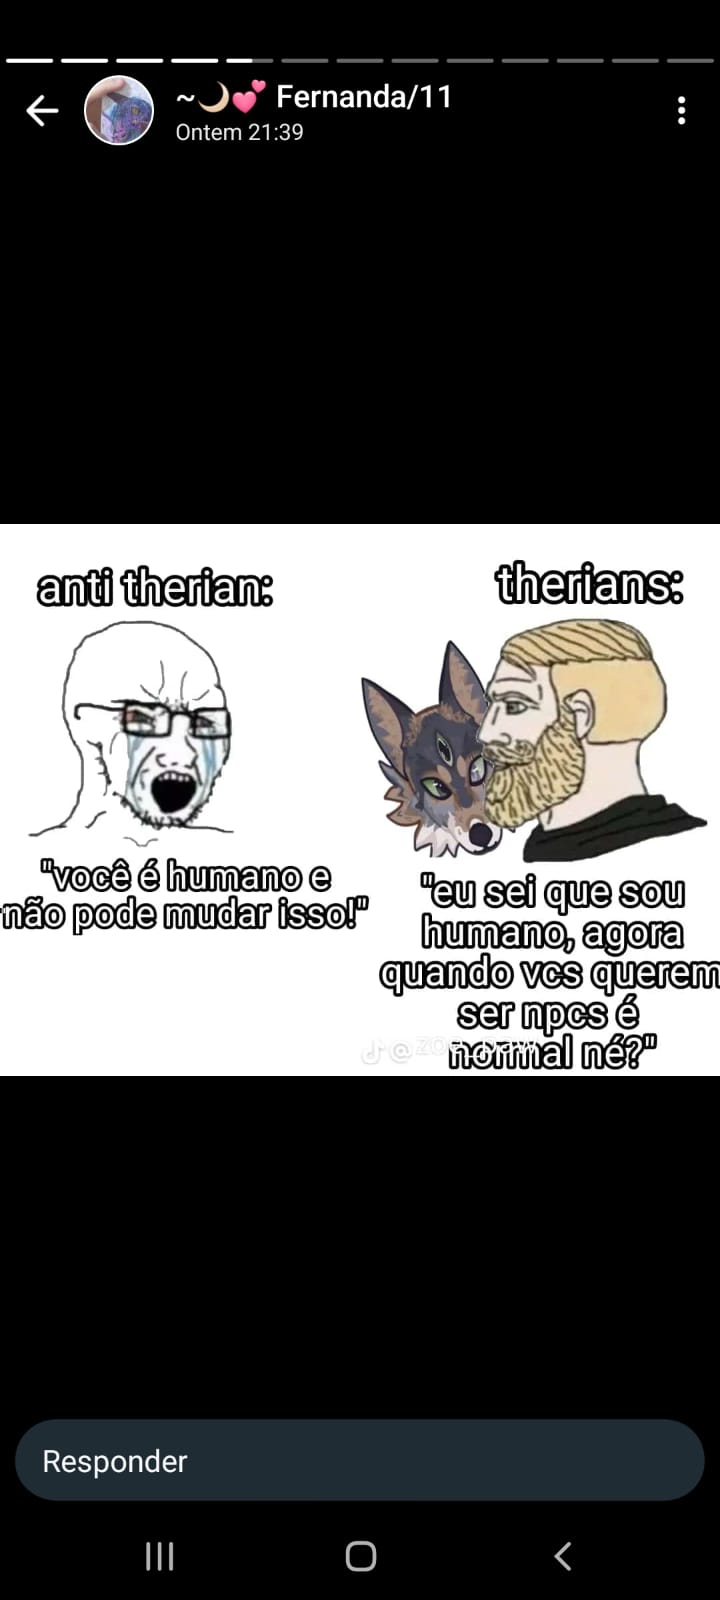 ~🌙💕 Fernanda/11
Ontem 21:39
anti therian:
therians:
"você é humano e
não pode mudar isso!"
"eu sei que sou
humano, agora
quando vcs querem
ser npcs é
normal né?"
Responder